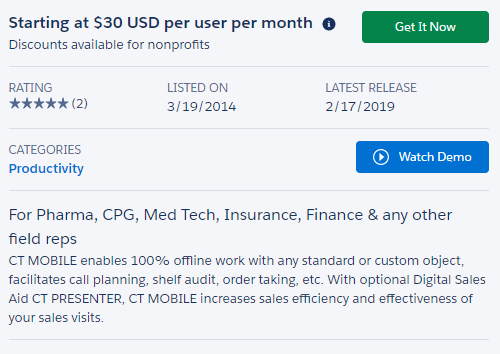 Starting at $30 USD per user per month
Get It Now
Discounts available for nonprofits
RATING
LISTED ON
LATEST RELEASE
★★★★★ (2)
3/19/2014
2/17/2019
CATEGORIES
Productivity
Watch Demo
For Pharma, CPG, Med Tech, Insurance, Finance & any other
field reps
CT MOBILE enables 100% offline work with any standard or custom object,
facilitates call planning, shelf audit, order taking, etc. With optional Digital Sales
Aid CT PRESENTER, CT MOBILE increases sales efficiency and effectiveness of
your sales visits.